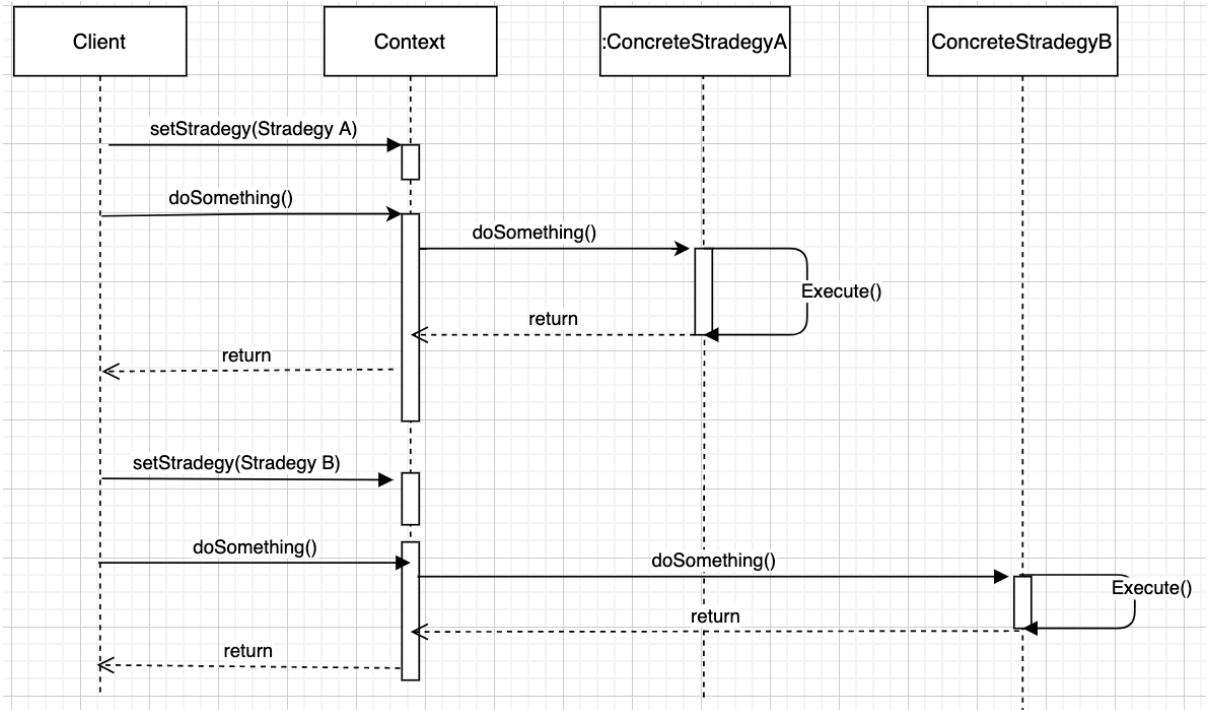 Client
Context
:ConcreteStradegyA
ConcreteStradegyB
setStradegy(Stradegy A)
doSomething()
doSomething()
Execute()
return
return
setStradegy(Stradegy B)
doSomething()
doSomething()
Execute()
return
return